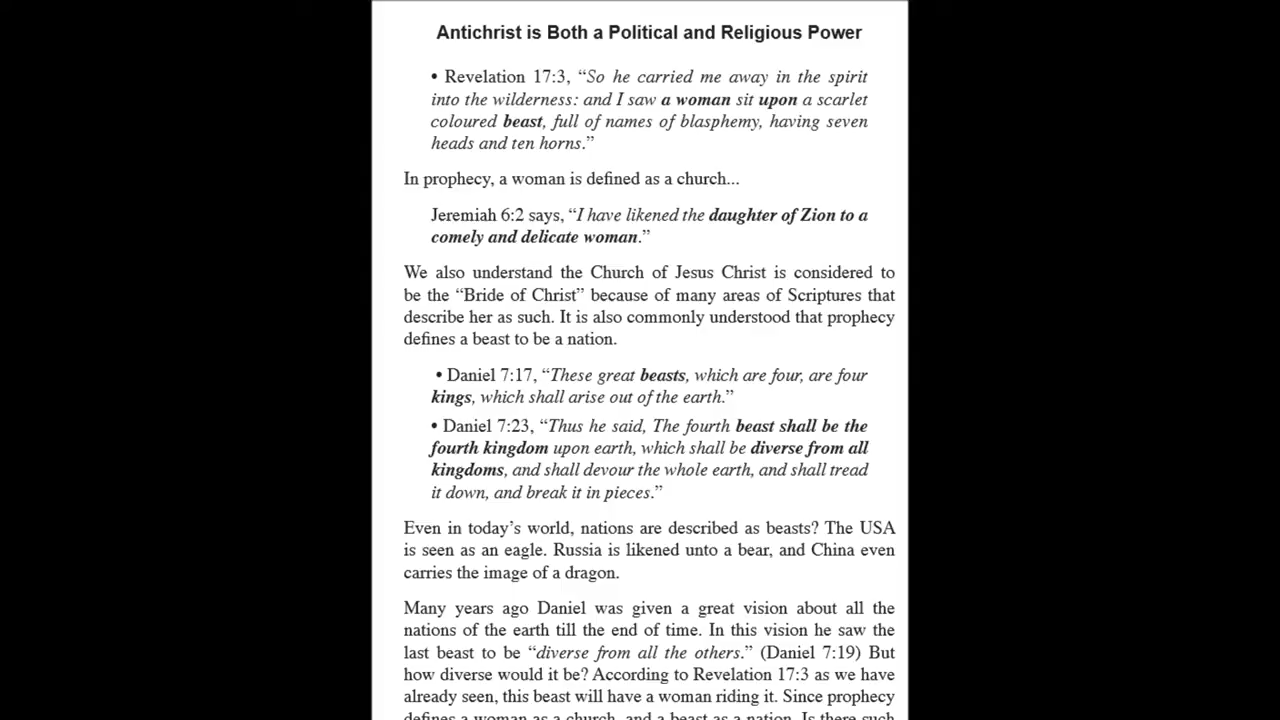 Antichrist is Both a Political and Religious Power
• Revelation 17:3, “So he carried me away in the spirit
into the wilderness: and I saw a woman sit upon a scarlet
coloured beast, full of names of blasphemy, having seven
heads and ten horns.”
In prophecy, a woman is defined as a church...
Jeremiah 6:2 says, “I have likened the daughter of Zion to a
comely and delicate woman.”
We also understand the Church of Jesus Christ is considered to
be the “Bride of Christ” because of many areas of Scriptures that
describe her as such. It is also commonly understood that prophecy
defines a beast to be a nation.
• Daniel 7:17, “These great beasts, which are four, are four
kings, which shall arise out of the earth.”
• Daniel 7:23, “Thus he said, The fourth beast shall be the
fourth kingdom upon earth, which shall be diverse from all
kingdoms, and shall devour the whole earth, and shall tread
it down, and break it in pieces.”
Even in today’s world, nations are described as beasts? The USA
is seen as an eagle. Russia is likened unto a bear, and China even
carries the image of a dragon.
Many years ago Daniel was given a great vision about all the
nations of the earth till the end of time. In this vision he saw the
last beast to be “diverse from all the others.” (Daniel 7:19) But
how diverse would it be? According to Revelation 17:3 as we have
already seen, this beast will have a woman riding it. Since prophecy
defines a woman as a church, and a beast as a nation. Is there such